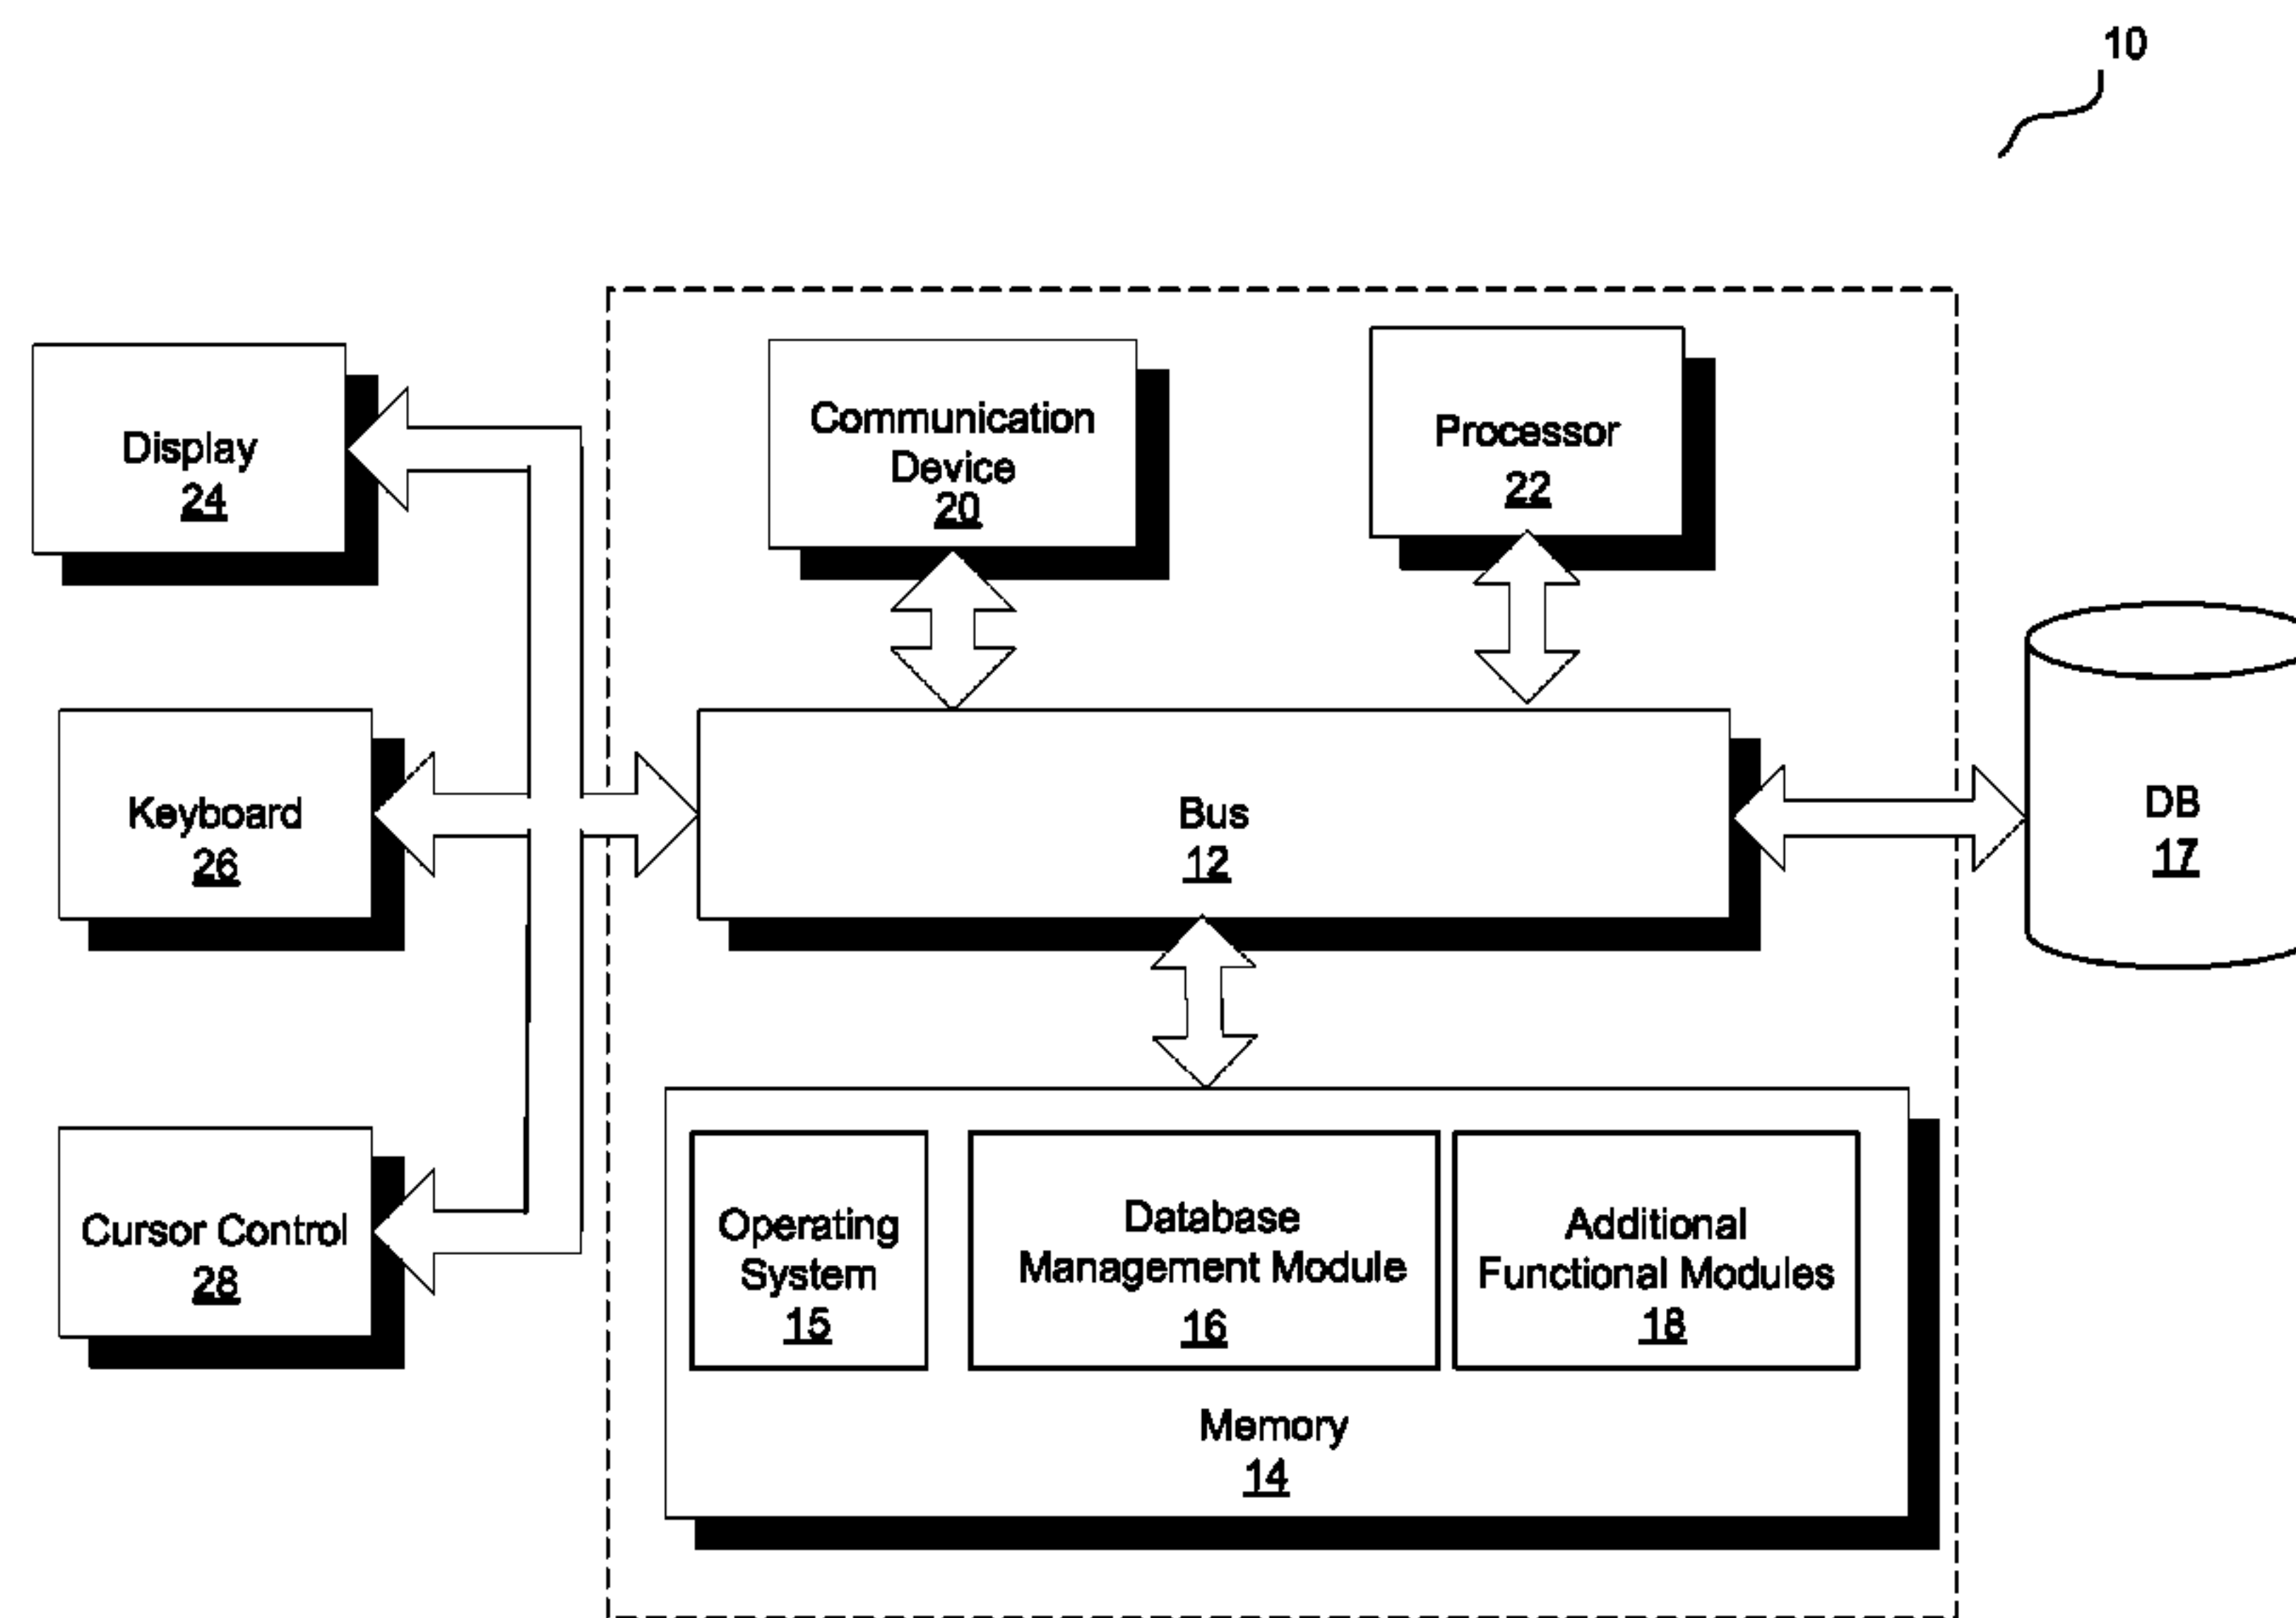 10
Display
24
Communication
Device
20
Processor
22
Keyboard
26
Bus
12
DB
17
Cursor Control
28
Operating
System
15
Database
Management Module
16
Additional
Functional Modules
18
Memory
14